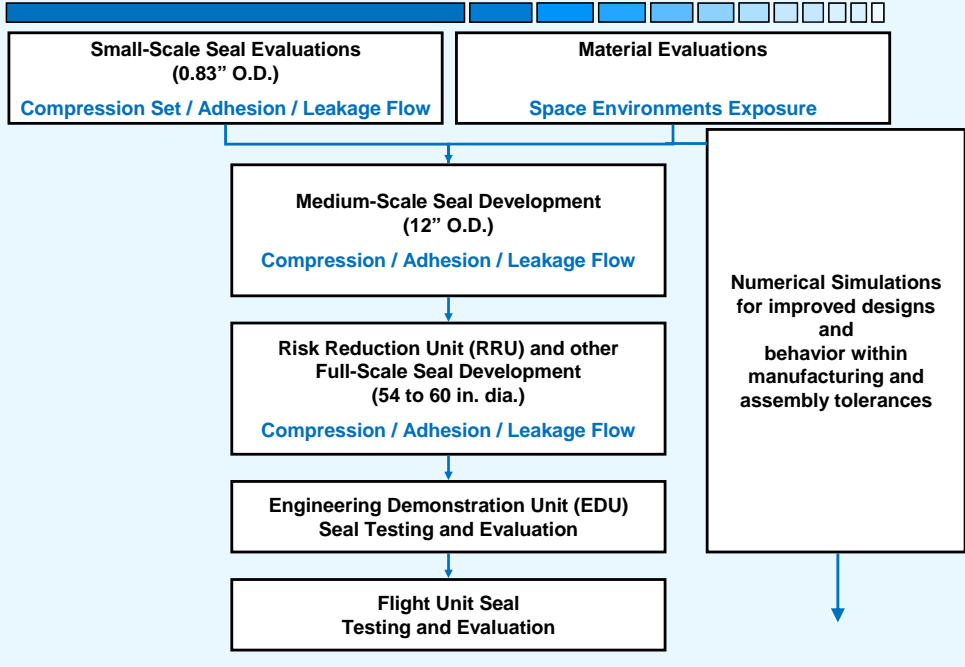 Small-Scale Seal Evaluations
(0.83” O.D.)
Compression Set / Adhesion / Leakage Flow
Material Evaluations
Space Environments Exposure
Medium-Scale Seal Development
(12” O.D.)
Compression / Adhesion / Leakage Flow
Risk Reduction Unit (RRU) and other
Full-Scale Seal Development
(54 to 60 in. dia.)
Compression / Adhesion / Leakage Flow
Engineering Demonstration Unit (EDU)
Seal Testing and Evaluation
Flight Unit Seal
Testing and Evaluation
Numerical Simulations
for improved designs
and
behavior within
manufacturing and
assembly tolerances